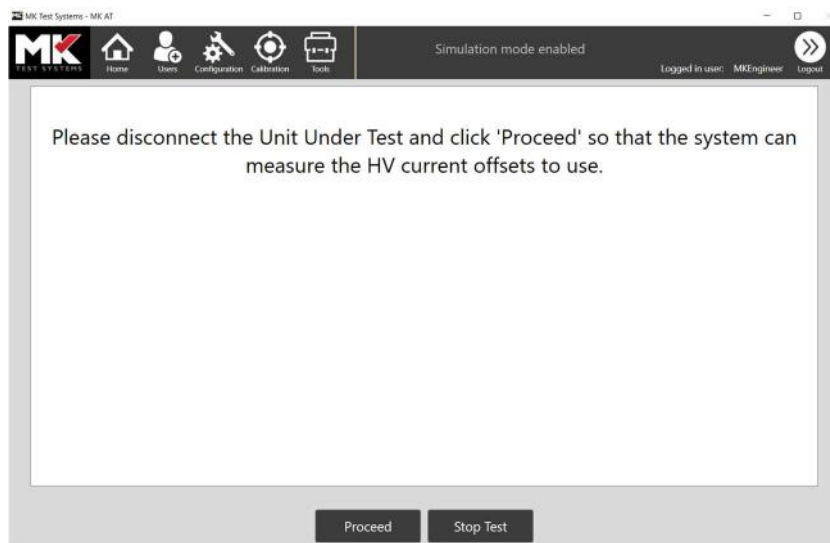 MK Test Systems - MK AT
MK
TEST SYSTEMS
Home
Users
Configuration
Calibration
Tools
Simulation mode enabled
Logged in user: MKEngineer
Logout
Please disconnect the Unit Under Test and click 'Proceed' so that the system can
measure the HV current offsets to use.
Proceed
Stop Test